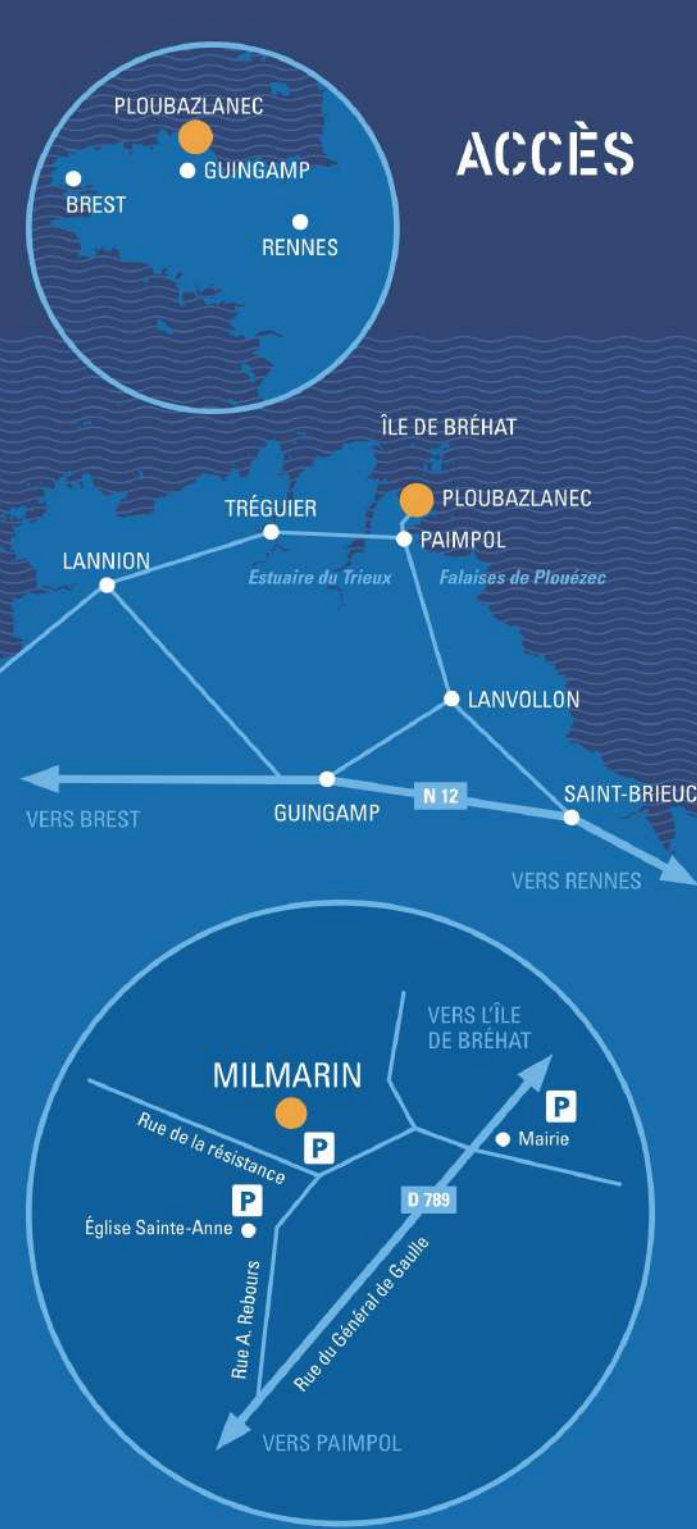 ACCÈS
PLOUBAZLANEC
GUINGAMP
BREST
RENNES
ÎLE DE BRÉHAT
PLOUBAZLANEC
TRÉGUIER
PAIMPOL
LANNION
Estuaire du Trieux
Falaises de Plouézec
LANVOLLON
N 12
SAINT-BRIEUC
GUINGAMP
VERS BREST
VERS RENNES
VERS L'ÎLE
DE BRÉHAT
MILMARIN
P
Mairie
Rue de la résistance
P
P
D 789
Église Sainte-Anne
Rue A. Rebours
Rue du Général de Gaulle
VERS PAIMPOL